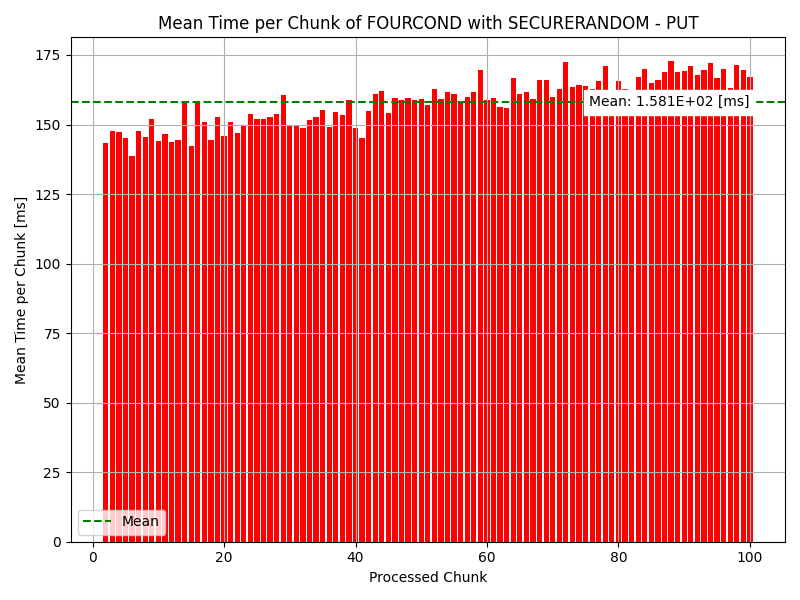 Mean Time per Chunk of FOURCOND with SECURERANDOM - PUT
Mean Time per Chunk [ms]
175
150
125
100
75
50
25
0
Mean: 1.581E+02 [ms]
Mean
0 20 40 60 80 100
Processed Chunk